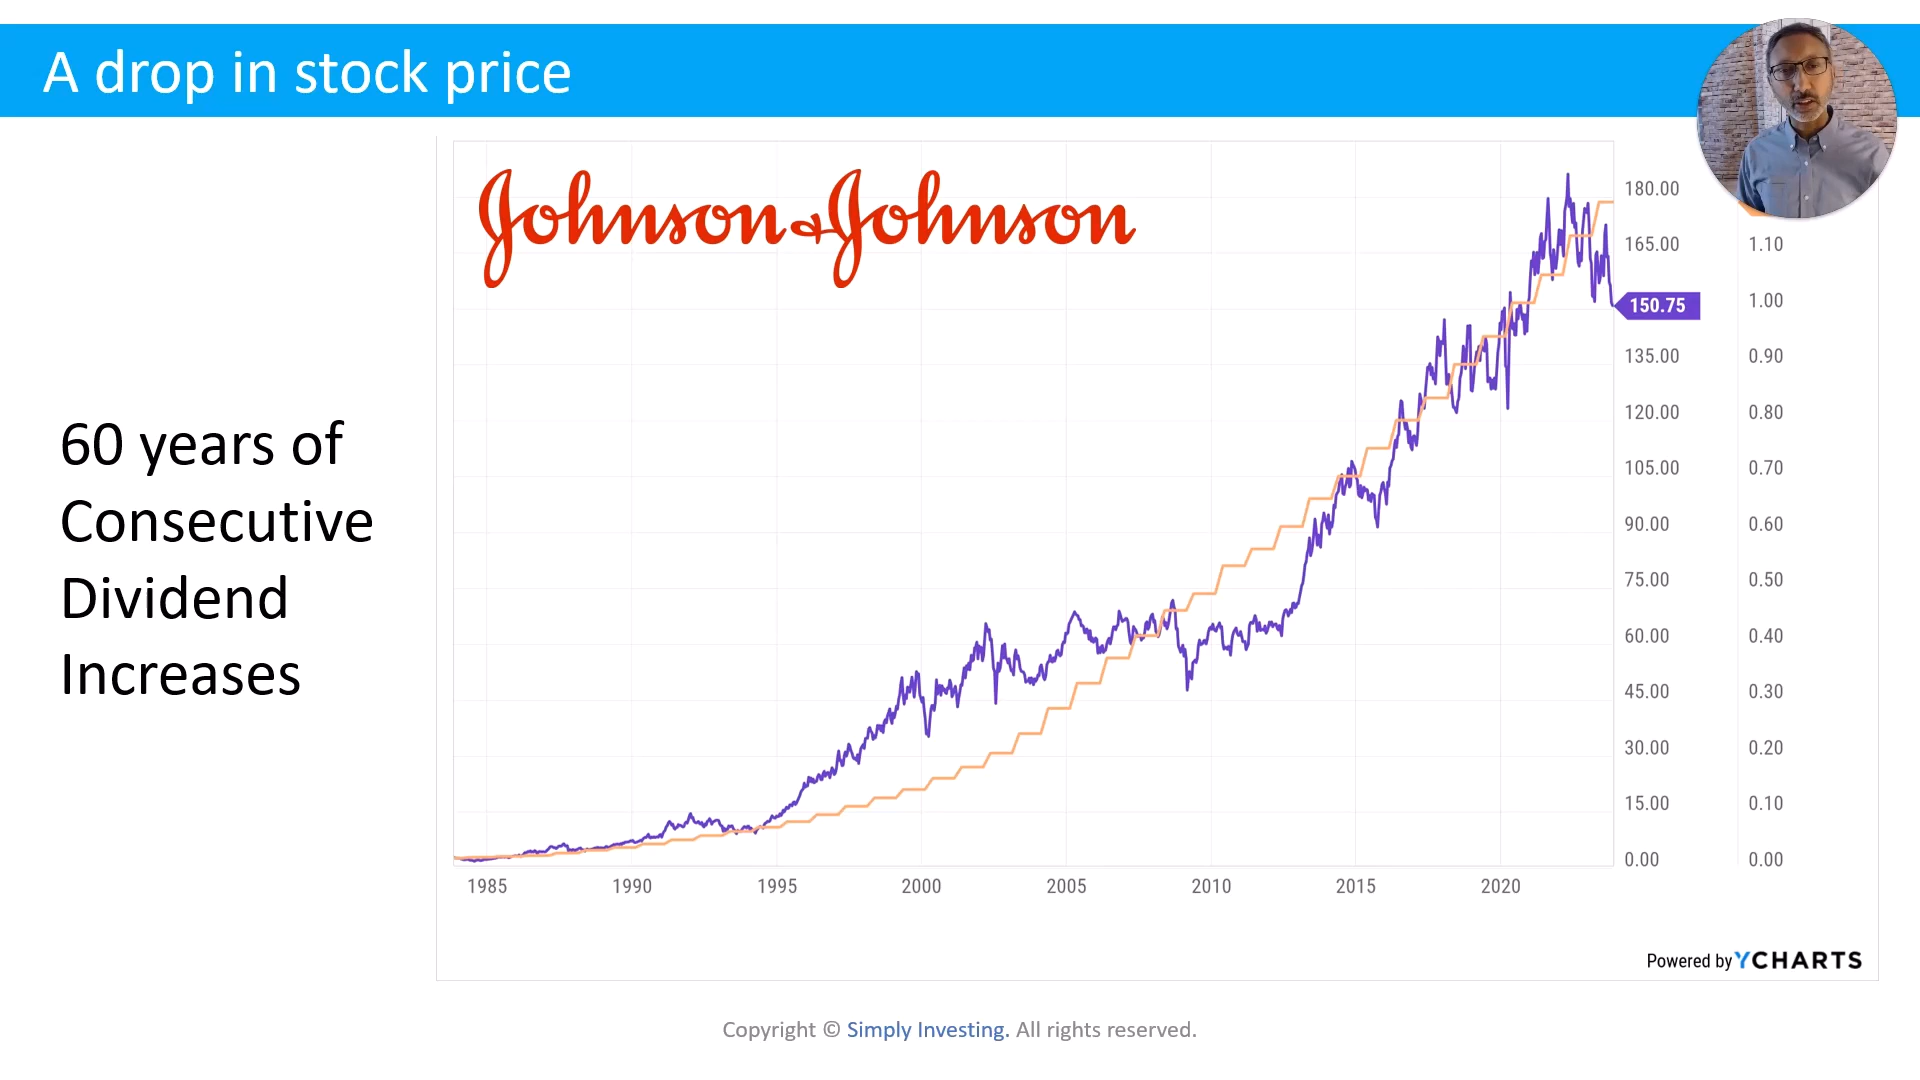 A drop in stock price
Johnson & Johnson
60 years of
Consecutive
Dividend
Increases
180.00
165.00 1.10
150.75 1.00
135.00 0.90
120.00 0.80
105.00 0.70
90.00 0.60
75.00 0.50
60.00 0.40
45.00 0.30
30.00 0.20
15.00 0.10
0.00 0.00
1985 1990 1995 2000 2005 2010 2015 2020
Powered by YCHARTS
Copyright © Simply Investing. All rights reserved.